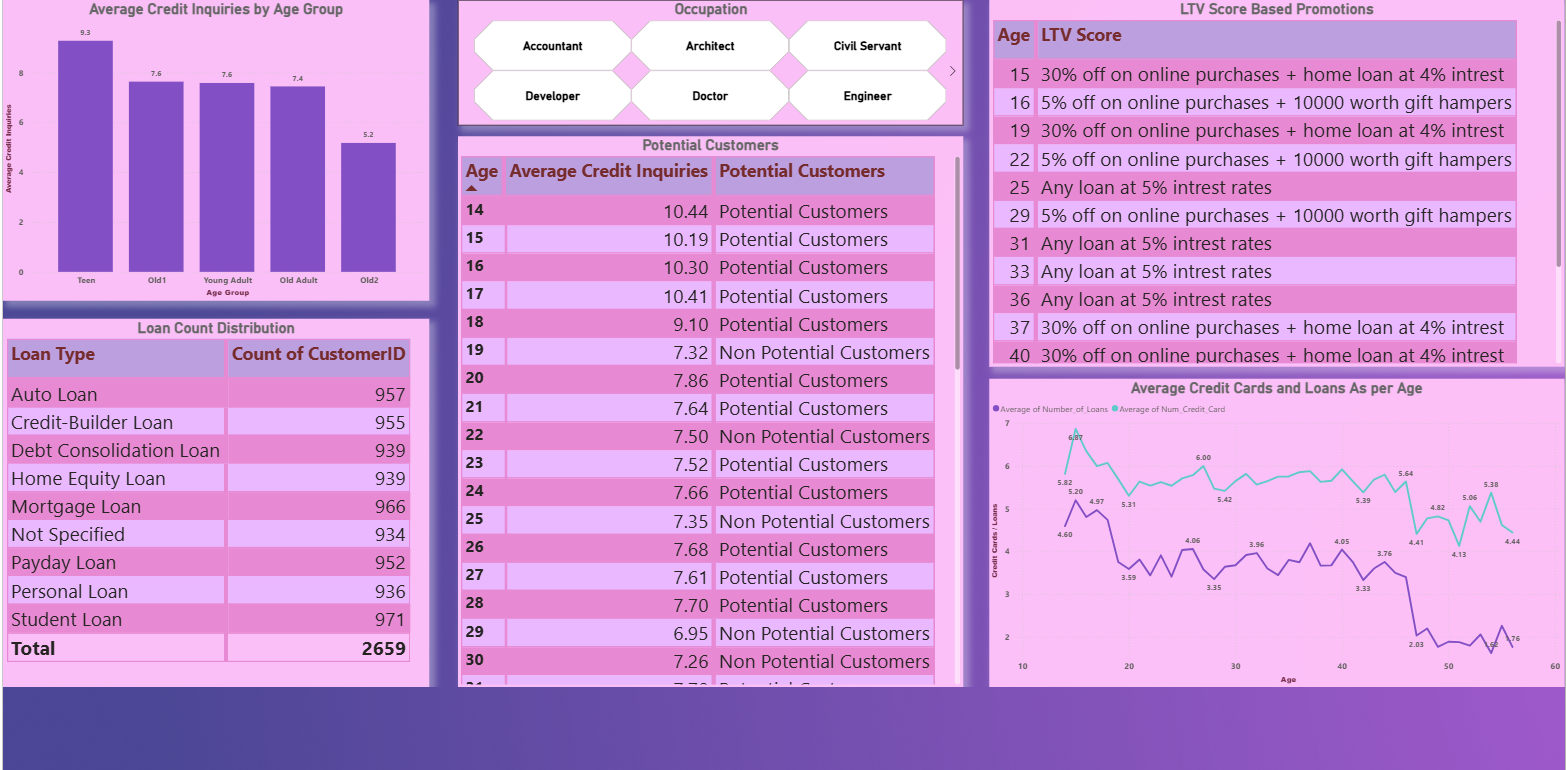 Average Credit Inquiries by Age Group
Average Credit Inquiries
8
6
4
2
0
9.3
7.6
7.6
7.4
5.2
Teen
Old1
Young Adult
Old Adult
Old2
Age Group
Loan Count Distribution
Loan Type Count of CustomerID
Auto Loan 957
Credit-Builder Loan 955
Debt Consolidation Loan 939
Home Equity Loan 939
Mortgage Loan 966
Not Specified 934
Payday Loan 952
Personal Loan 936
Student Loan 971
Total 2659
Occupation
Accountant Architect Civil Servant
Developer Doctor Engineer
Potential Customers
Age Average Credit Inquiries Potential Customers
14 10.44 Potential Customers
15 10.19 Potential Customers
16 10.30 Potential Customers
17 10.41 Potential Customers
18 9.10 Potential Customers
19 7.32 Non Potential Customers
20 7.86 Potential Customers
21 7.64 Potential Customers
22 7.50 Non Potential Customers
23 7.52 Potential Customers
24 7.66 Potential Customers
25 7.35 Non Potential Customers
26 7.68 Potential Customers
27 7.61 Potential Customers
28 7.70 Potential Customers
29 6.95 Non Potential Customers
30 7.26 Non Potential Customers
LTV Score Based Promotions
Age LTV Score
15 30% off on online purchases + home loan at 4% intrest
16 5% off on online purchases + 10000 worth gift hampers
19 30% off on online purchases + home loan at 4% intrest
22 5% off on online purchases + 10000 worth gift hampers
25 Any loan at 5% intrest rates
29 5% off on online purchases + 10000 worth gift hampers
31 Any loan at 5% intrest rates
33 Any loan at 5% intrest rates
36 Any loan at 5% intrest rates
37 30% off on online purchases + home loan at 4% intrest
40 30% off on online purchases + home loan at 4% intrest
Average Credit Cards and Loans As per Age
Average of Number_of_Loans Average of Num_Credit_Card
Credit Cards / Loans
7
6
5
4
3
2
6.87
5.82
5.31
6.00
5.42
5.39
5.64
4.41
4.82
4.13
5.06
5.38
4.44
4.60
5.20
4.97
3.59
4.06
3.35
3.96
4.05
3.33
3.76
2.03
1.62
1.76
10 20 30 40 50 60
Age